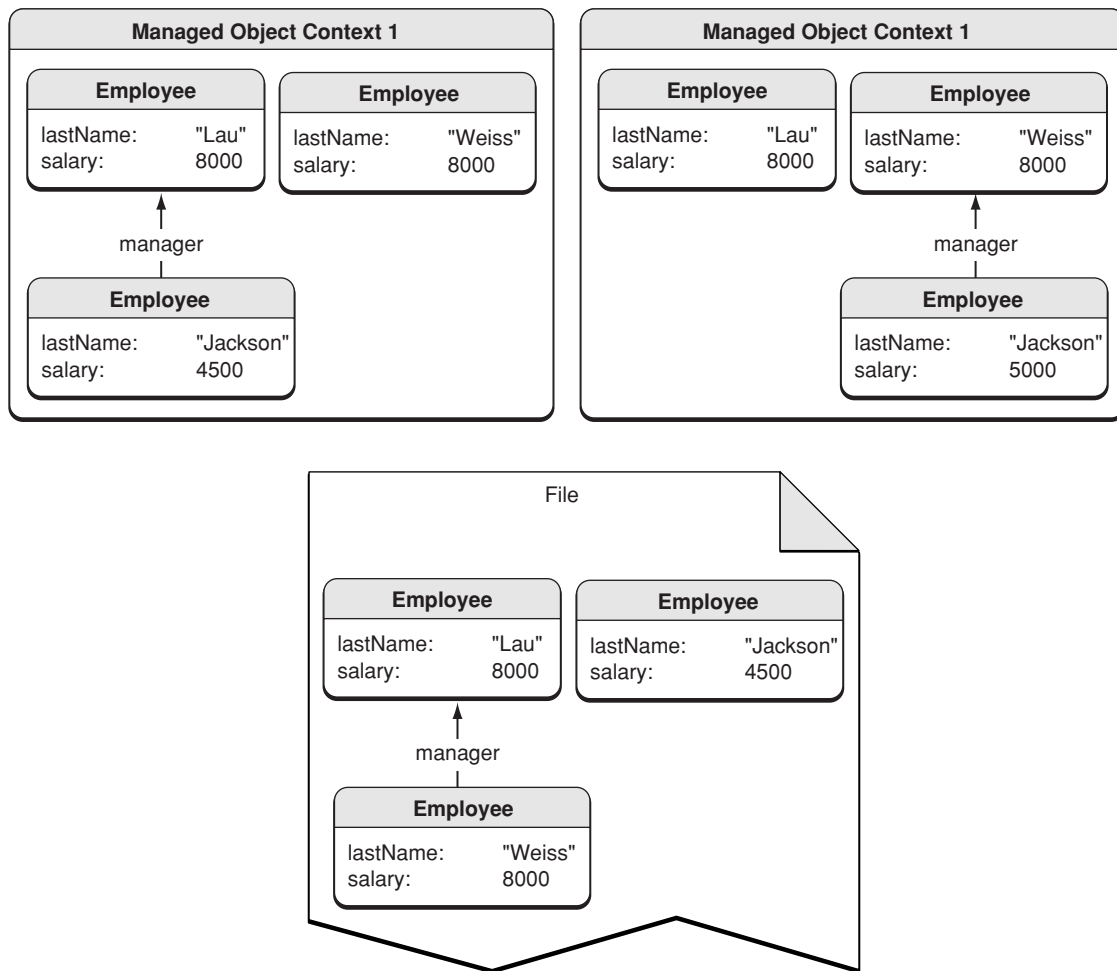 Managed Object Context 1
Employee
lastName: "Lau"
salary: 8000
Employee
lastName: "Weiss"
salary: 8000
manager
Employee
lastName: "Jackson"
salary: 4500
Managed Object Context 1
Employee
lastName: "Lau"
salary: 8000
Employee
lastName: "Weiss"
salary: 8000
manager
Employee
lastName: "Jackson"
salary: 5000
File
Employee
lastName: "Lau"
salary: 8000
Employee
lastName: "Jackson"
salary: 4500
manager
Employee
lastName: "Weiss"
salary: 8000